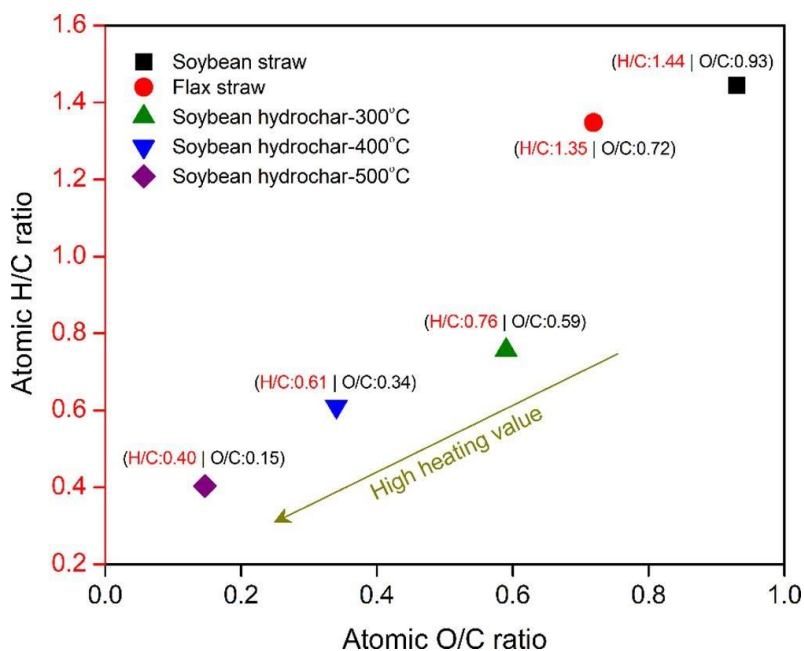 1.6
1.4
1.2
1.0
0.8
0.6
0.4
0.2
Atomic H/C ratio
Soybean straw
Flax straw
Soybean hydrochar-300°C
Soybean hydrochar-400°C
Soybean hydrochar-500°C
(H/C:1.44 | O/C:0.93)
(H/C:1.35 | O/C:0.72)
(H/C:0.76 | O/C:0.59)
(H/C:0.61 | O/C:0.34)
(H/C:0.40 | O/C:0.15)
High heating value
0.0 0.2 0.4 0.6 0.8 1.0
Atomic O/C ratio